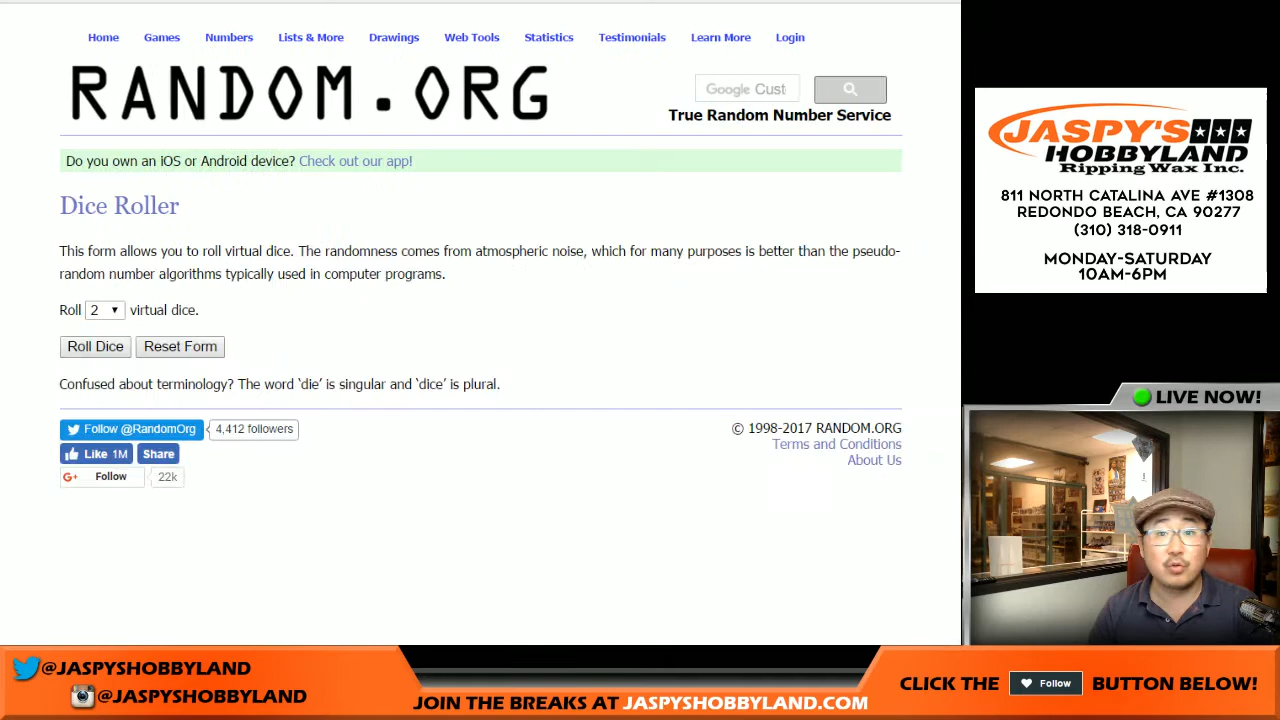 Home Games Numbers Lists & More Drawings Web Tools Statistics Testimonials Learn More Login
RANDOM.ORG
Google Cust
True Random Number Service
Do you own an iOS or Android device? Check out our app!
Dice Roller
This form allows you to roll virtual dice. The randomness comes from atmospheric noise, which for many purposes is better than the pseudo-
random number algorithms typically used in computer programs.
Roll 2 virtual dice.
Roll Dice Reset Form
Confused about terminology? The word ‘die’ is singular and ‘dice’ is plural.
Follow @RandomOrg 4,412 followers
Like 1M Share
G+ Follow 22k
© 1998-2017 RANDOM.ORG
Terms and Conditions
About Us
JASPY'S
HOBBYLAND
Ripping Wax Inc.
811 NORTH CATALINA AVE #1308
REDONDO BEACH, CA 90277
(310) 318-0911
MONDAY-SATURDAY
10AM-6PM
LIVE NOW!
@JASPYSHOBBYLAND
@JASPYSHOBBYLAND
JOIN THE BREAKS AT JASPYSHOBBYLAND.COM
CLICK THE Follow BUTTON BELOW!